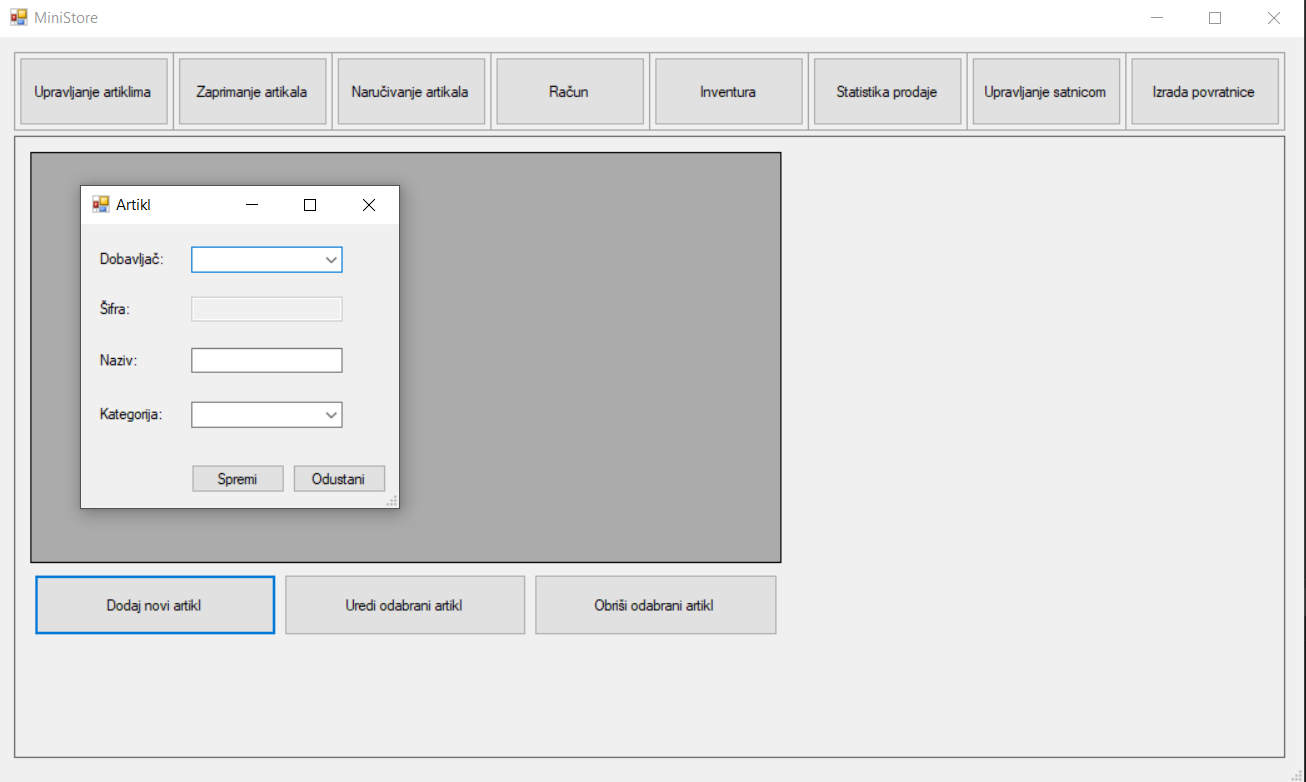 MiniStore
Upravljanje artiklima
Zaprimanje artikala
Naručivanje artikala
Račun
Inventura
Statistika prodaje
Upravljanje satnicom
Izrada povratnice
Artikl
Dobavljač:
Šifra:
Naziv:
Kategorija:
Spremi
Odustani
Dodaj novi artikl
Uredi odabrani artikl
Obriši odabrani artikl